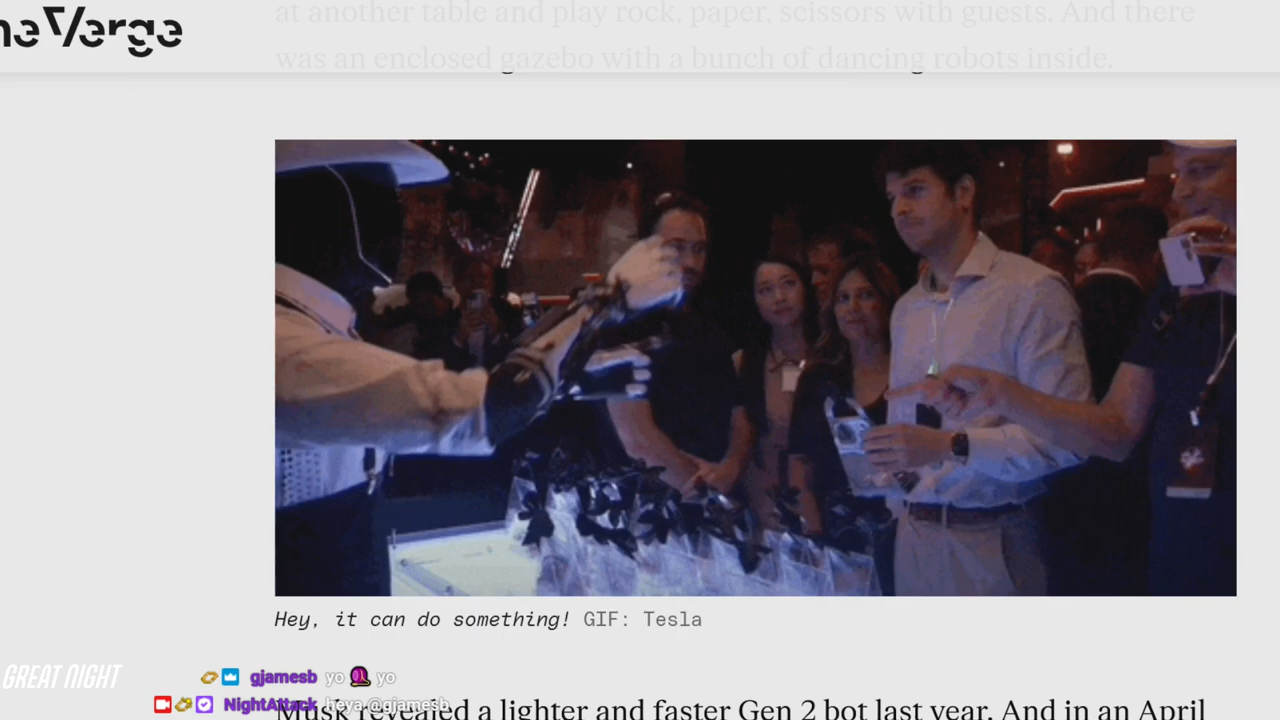 he Verge
at another table and play rock, paper, scissors with guests. And there
was an enclosed gazebo with a bunch of dancing robots inside.
Hey, it can do something! GIF: Tesla
GREAT NIGHT
gjamesb yo yo
NightAttack heya @gjamesb
Musk revealed a lighter and faster Gen 2 bot last year. And in an April